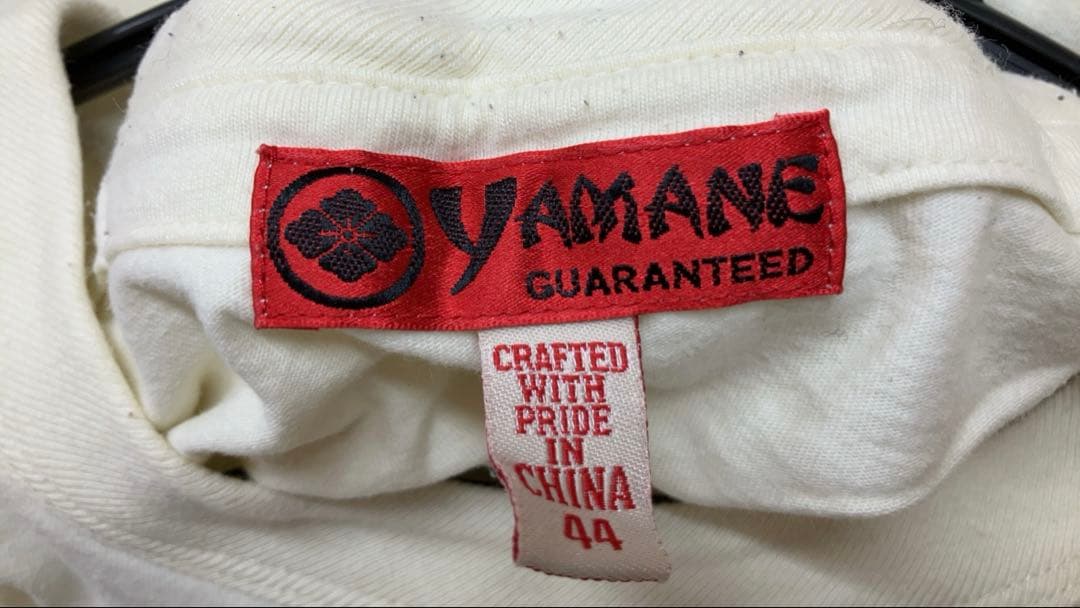 YAMANE
GUARANTEED
CRAFTED
WITH
PRIDE
IN
CHINA
44